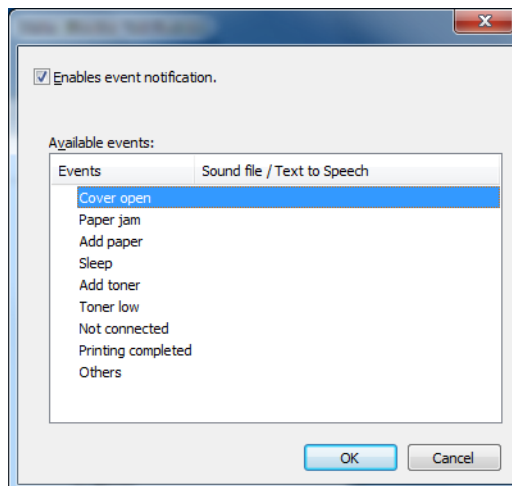 Enables event notification.
Available events:
Events Sound file / Text to Speech
Cover open
Paper jam
Add paper
Sleep
Add toner
Toner low
Not connected
Printing completed
Others
OK Cancel